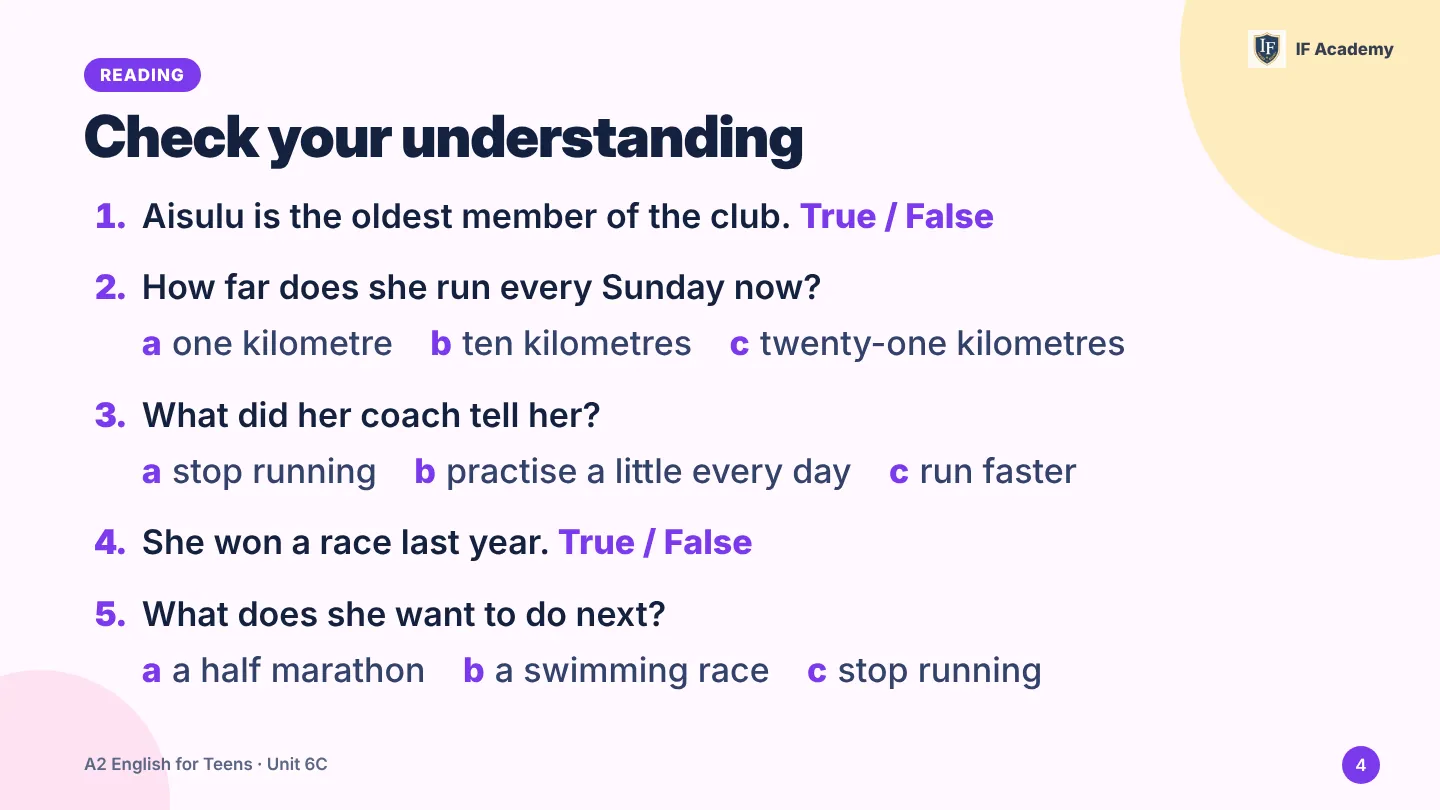 IF
IF Academy
READING
Check your understanding
1. Aisulu is the oldest member of the club. True / False
2. How far does she run every Sunday now?
a one kilometre b ten kilometres c twenty-one kilometres
3. What did her coach tell her?
a stop running b practise a little every day c run faster
4. She won a race last year. True / False
5. What does she want to do next?
a a half marathon b a swimming race c stop running
A2 English for Teens · Unit 6C
4